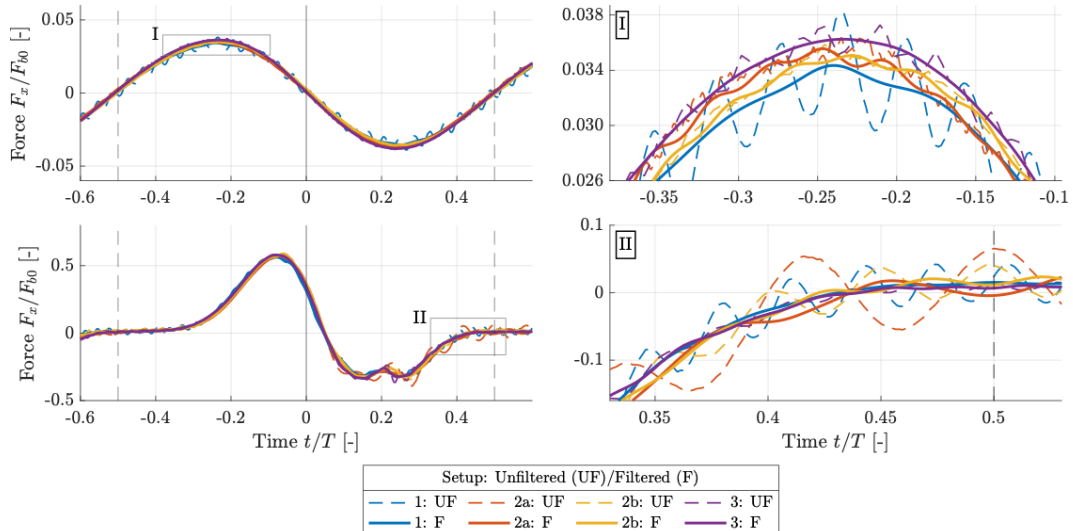 0.05
0
-0.05
Force F_x/F_{b0} [-]
I
-0.6 -0.4 -0.2 0 0.2 0.4
0.038
0.034
0.030
0.026
I
-0.35 -0.3 -0.25 -0.2 -0.15 -0.1
0.5
0
-0.5
Force F_x/F_{h0} [-]
II
-0.6 -0.4 -0.2 0 0.2 0.4
Time t/T [-]
0.1
0
-0.1
II
0.35 0.4 0.45 0.5
Time t/T [-]
Setup: Unfiltered (UF)/Filtered (F)
1: UF 2a: UF 2b: UF 3: UF
1: F 2a: F 2b: F 3: F